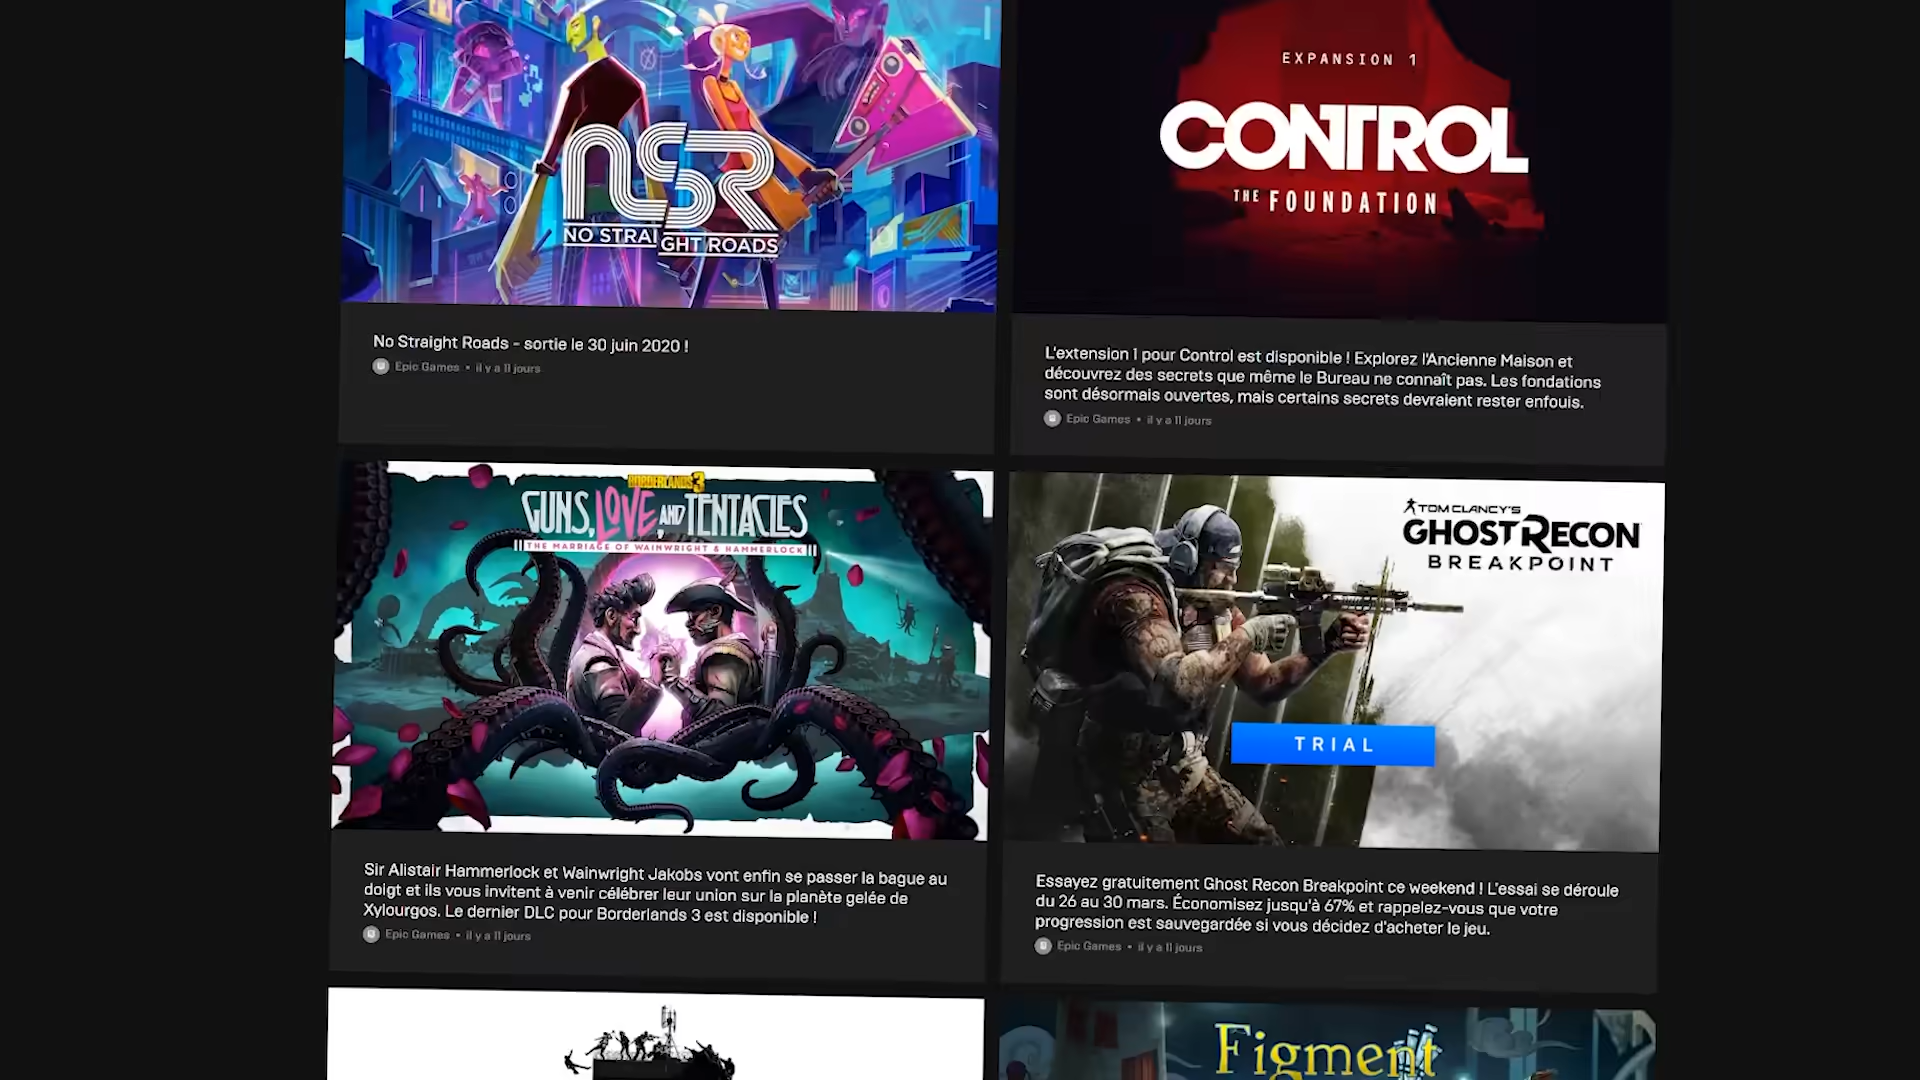 NSR
NO STRAIGHT ROADS
No Straight Roads - sortie le 30 juin 2020 !
Epic Games • il y a 11 jours
EXPANSION 1
CONTROL
THE FOUNDATION
L'extension 1 pour Control est disponible ! Explorez l'Ancienne Maison et
découvrez des secrets que même le Bureau ne connaît pas. Les fondations
sont désormais ouvertes, mais certains secrets devraient rester enfouis.
Epic Games • il y a 11 jours
BORDERLANDS 3
GUNS, LOVE, AND TENTACLES
THE MARRIAGE OF WAINWRIGHT & HAMMERLOCK
Sir Alistair Hammerlock et Wainwright Jakobs vont enfin se passer la bague au
doigt et ils vous invitent à venir célébrer leur union sur la planète gelée de
Xylourgos. Le dernier DLC pour Borderlands 3 est disponible !
Epic Games • il y a 11 jours
TOM CLANCY'S
GHOST RECON
BREAKPOINT
TRIAL
Essayez gratuitement Ghost Recon Breakpoint ce weekend ! L'essai se déroule
du 26 au 30 mars. Économisez jusqu'à 67% et rappelez-vous que votre
progression est sauvegardée si vous décidez d'acheter le jeu.
Epic Games • il y a 11 jours
Figment